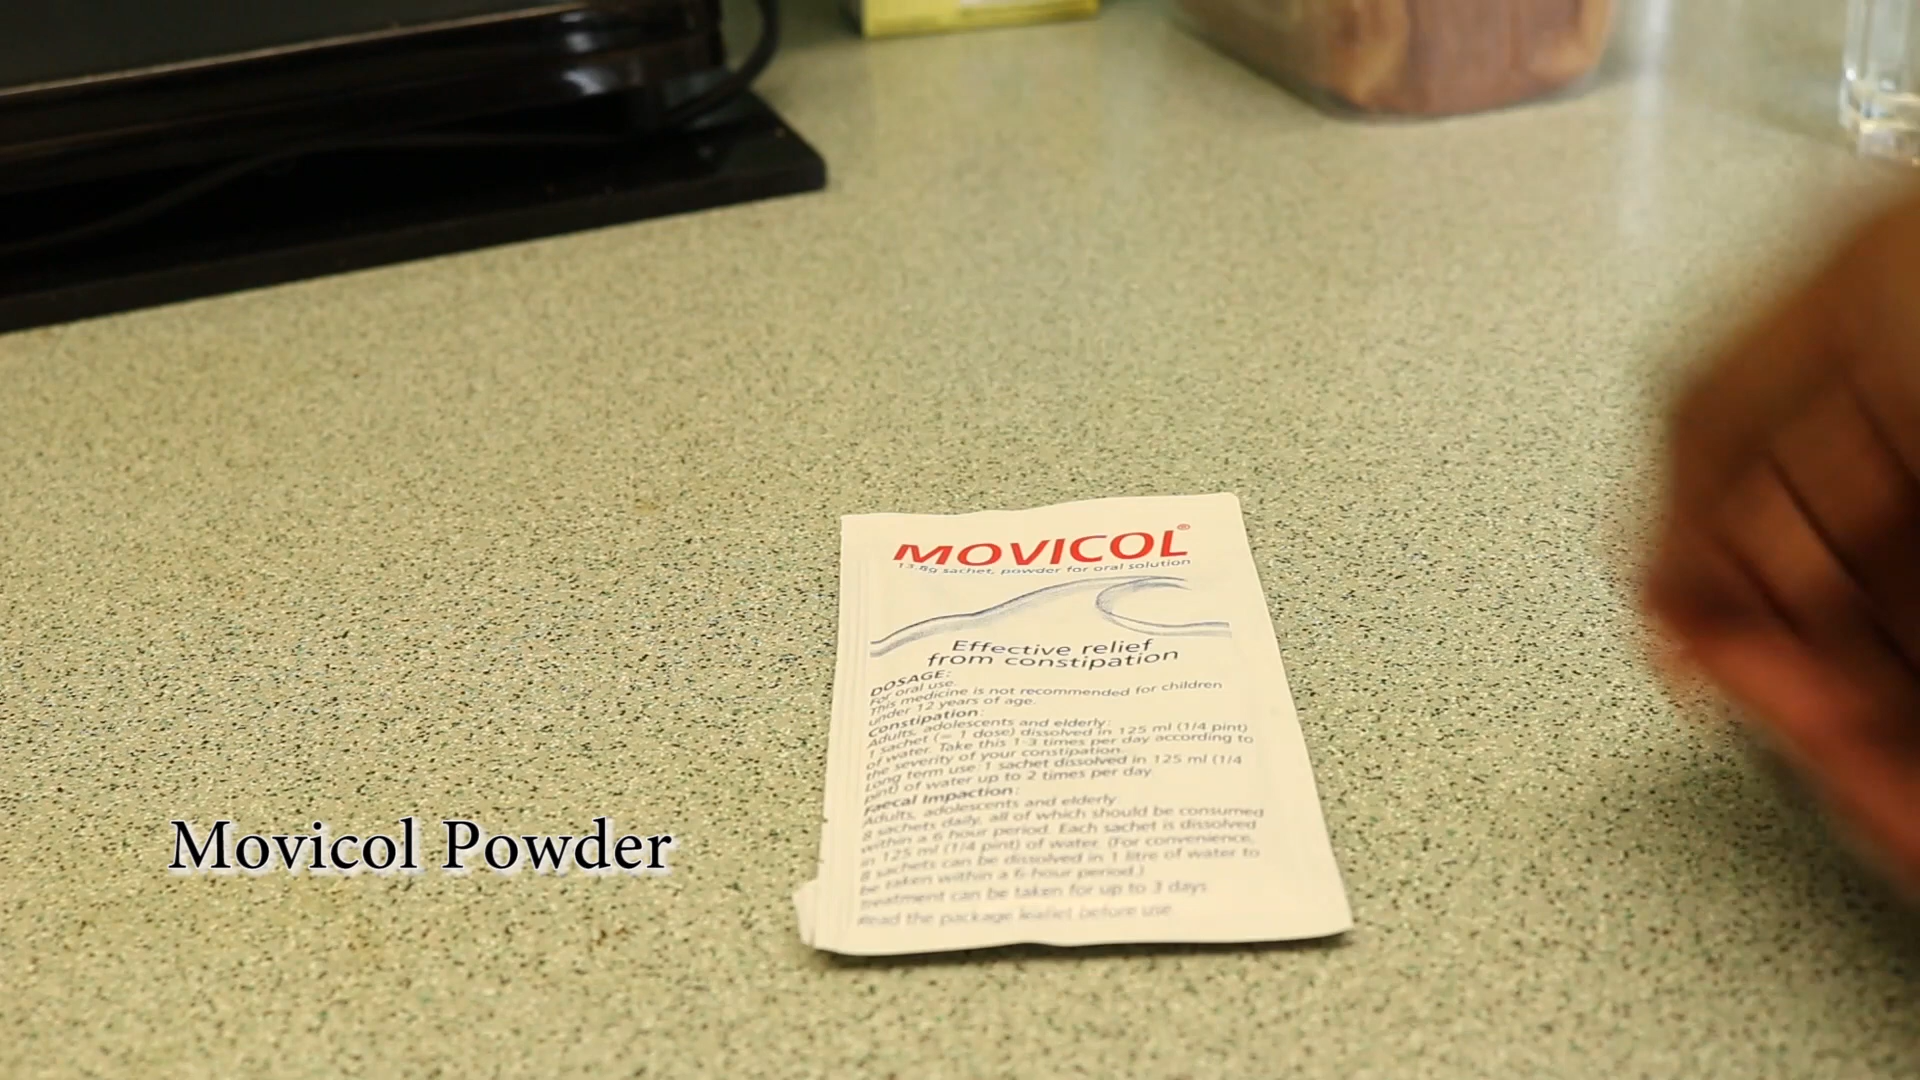 MOVICOL®
13.8g sachet, powder for oral solution
Effective relief
from constipation
DOSAGE:
For oral use.
This medicine is not recommended for children
under 12 years of age.
Constipation:
Adults, adolescents and elderly:
1 sachet (= 1 dose) dissolved in 125 ml (1/4 pint)
of water. Take this 1-3 times per day according to
the severity of your constipation.
Long term use 1 sachet dissolved in 125 ml (1/4
pint) of water up to 2 times per day.
Faecal Impaction:
Adults, adolescents and elderly
8 sachets daily, all of which should be consumed
within a 6 hour period. Each sachet is dissolved
in 125 ml (1/4 pint) of water. (For convenience,
8 sachets can be dissolved in 1 litre of water to
be taken within a 6 hour period.)
Treatment can be taken for up to 3 days
Read the package leaflet before use.
Movicol Powder